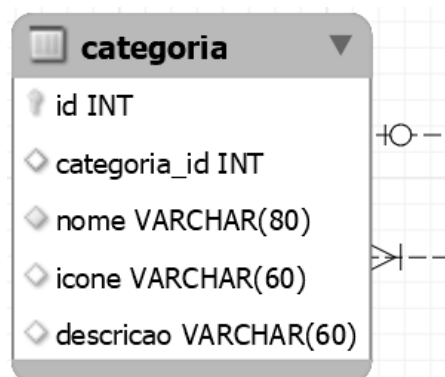 categoria
id INT
categoria_id INT
nome VARCHAR(80)
icone VARCHAR(60)
descricao VARCHAR(60)